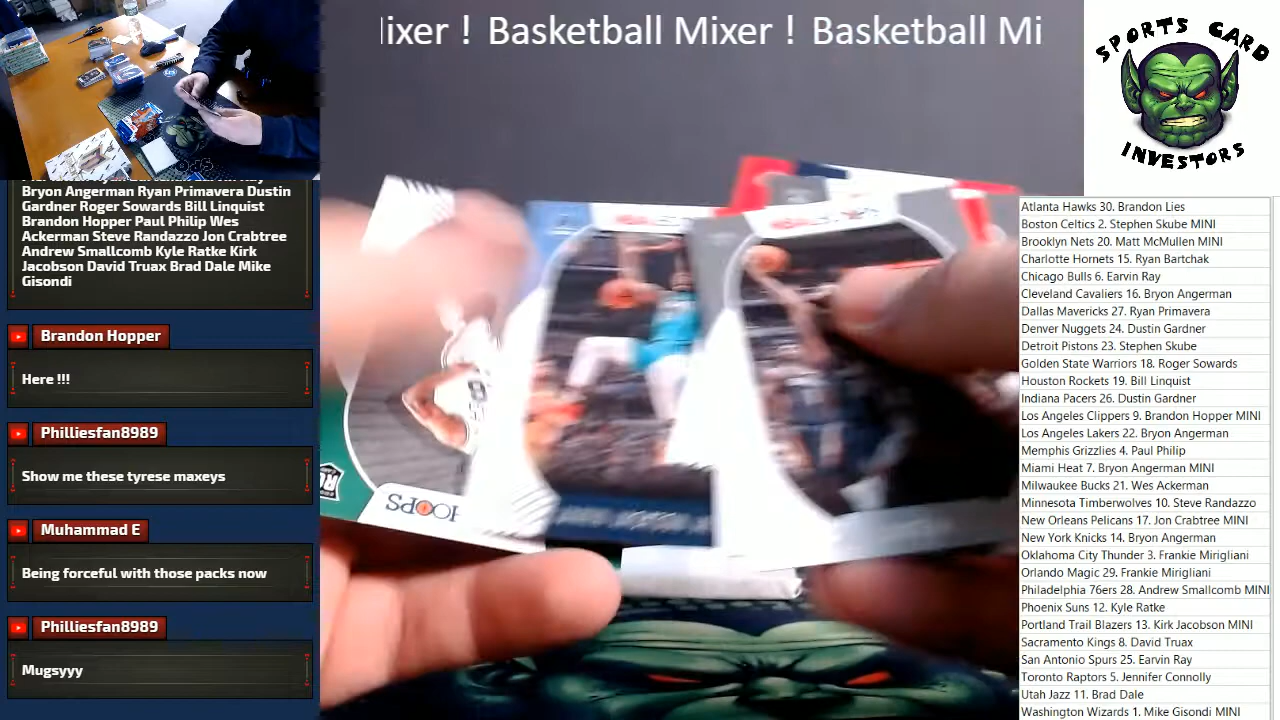 lixer ! Basketball Mixer ! Basketball Mi
SPORTS CARD
INVESTORS
Bryon Angerman Ryan Primavera Dustin
Gardner Roger Sowards Bill Linquist
Brandon Hopper Paul Philip Wes
Ackerman Steve Randazzo Jon Crabtree
Andrew Smallcomb Kyle Ratke Kirk
Jacobson David Truax Brad Dale Mike
Gisondi
Brandon Hopper
Here !!!
Philliesfan8989
Show me these tyrese maxeys
Muhammad E
Being forceful with those packs now
Philliesfan8989
Mugsyyy
HOOPS
Atlanta Hawks 30. Brandon Lies
Boston Celtics 2. Stephen Skube MINI
Brooklyn Nets 20. Matt McMullen MINI
Charlotte Hornets 15. Ryan Bartchak
Chicago Bulls 6. Earvin Ray
Cleveland Cavaliers 16. Bryon Angerman
Dallas Mavericks 27. Ryan Primavera
Denver Nuggets 24. Dustin Gardner
Detroit Pistons 23. Stephen Skube
Golden State Warriors 18. Roger Sowards
Houston Rockets 19. Bill Linquist
Indiana Pacers 26. Dustin Gardner
Los Angeles Clippers 9. Brandon Hopper MINI
Los Angeles Lakers 22. Bryon Angerman
Memphis Grizzlies 4. Paul Philip
Miami Heat 7. Bryon Angerman MINI
Milwaukee Bucks 21. Wes Ackerman
Minnesota Timberwolves 10. Steve Randazzo
New Orleans Pelicans 17. Jon Crabtree MINI
New York Knicks 14. Bryon Angerman
Oklahoma City Thunder 3. Frankie Mirigliani
Orlando Magic 29. Frankie Mirigliani
Philadelphia 76ers 28. Andrew Smallcomb MINI
Phoenix Suns 12. Kyle Ratke
Portland Trail Blazers 13. Kirk Jacobson MINI
Sacramento Kings 8. David Truax
San Antonio Spurs 25. Earvin Ray
Toronto Raptors 5. Jennifer Connolly
Utah Jazz 11. Brad Dale
Washington Wizards 1. Mike Gisondi MINI